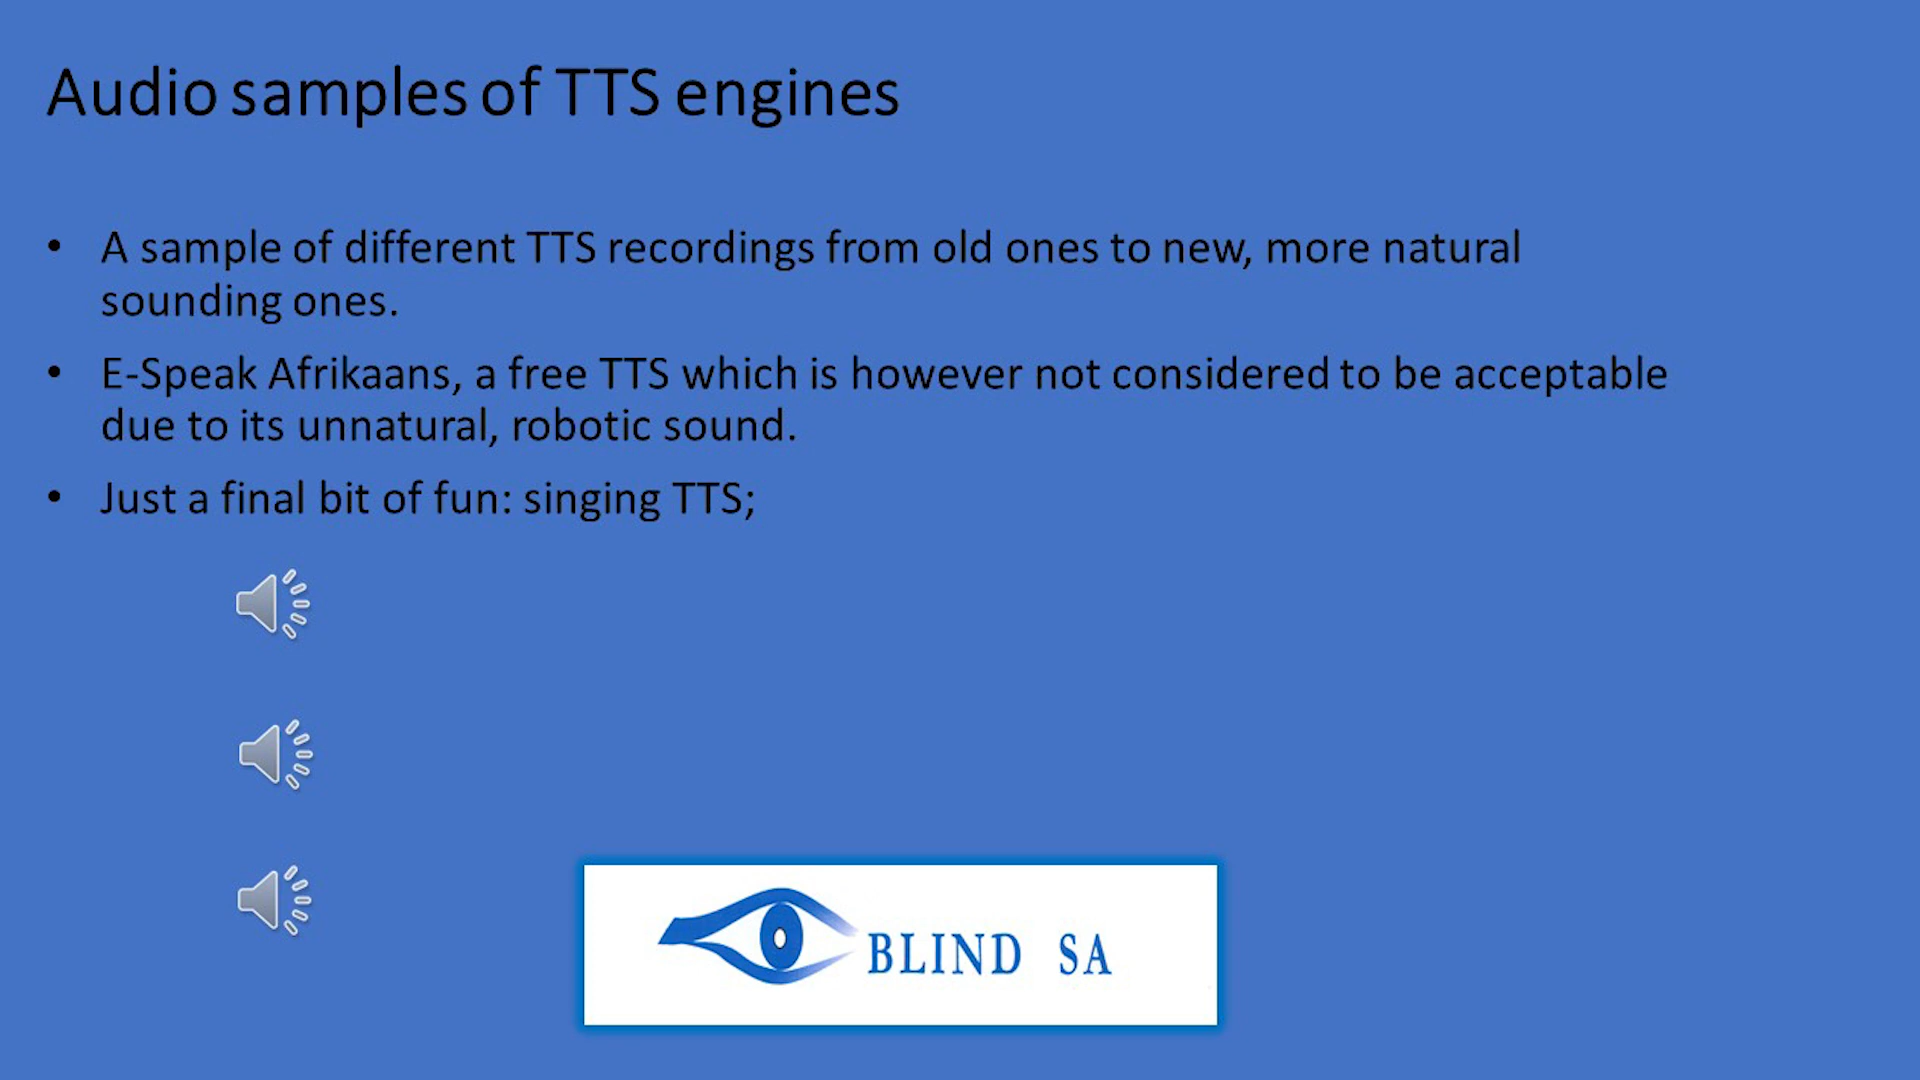 Audio samples of TTS engines
• A sample of different TTS recordings from old ones to new, more natural
sounding ones.
• E-Speak Afrikaans, a free TTS which is however not considered to be acceptable
due to its unnatural, robotic sound.
• Just a final bit of fun: singing TTS;
BLIND SA